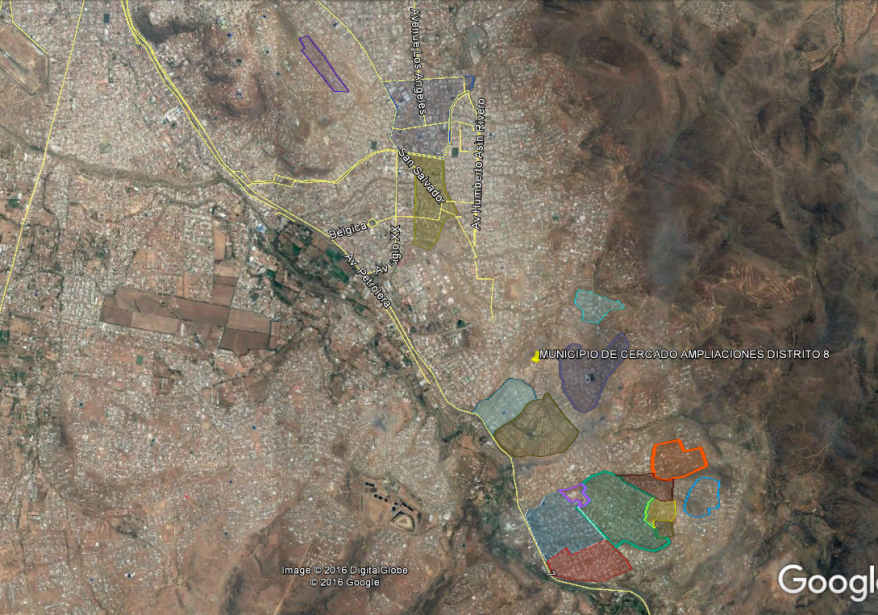 Avenue Los Angeles
San Salvador
Av Humberto Asin Rivero
Bélgica
Av
Siglo XX
Av. Petrolera
MUNICIPIO DE CERCADO AMPLIACIONES DISTRITO 8
Image © 2016 DigitalGlobe
© 2016 Google
Google